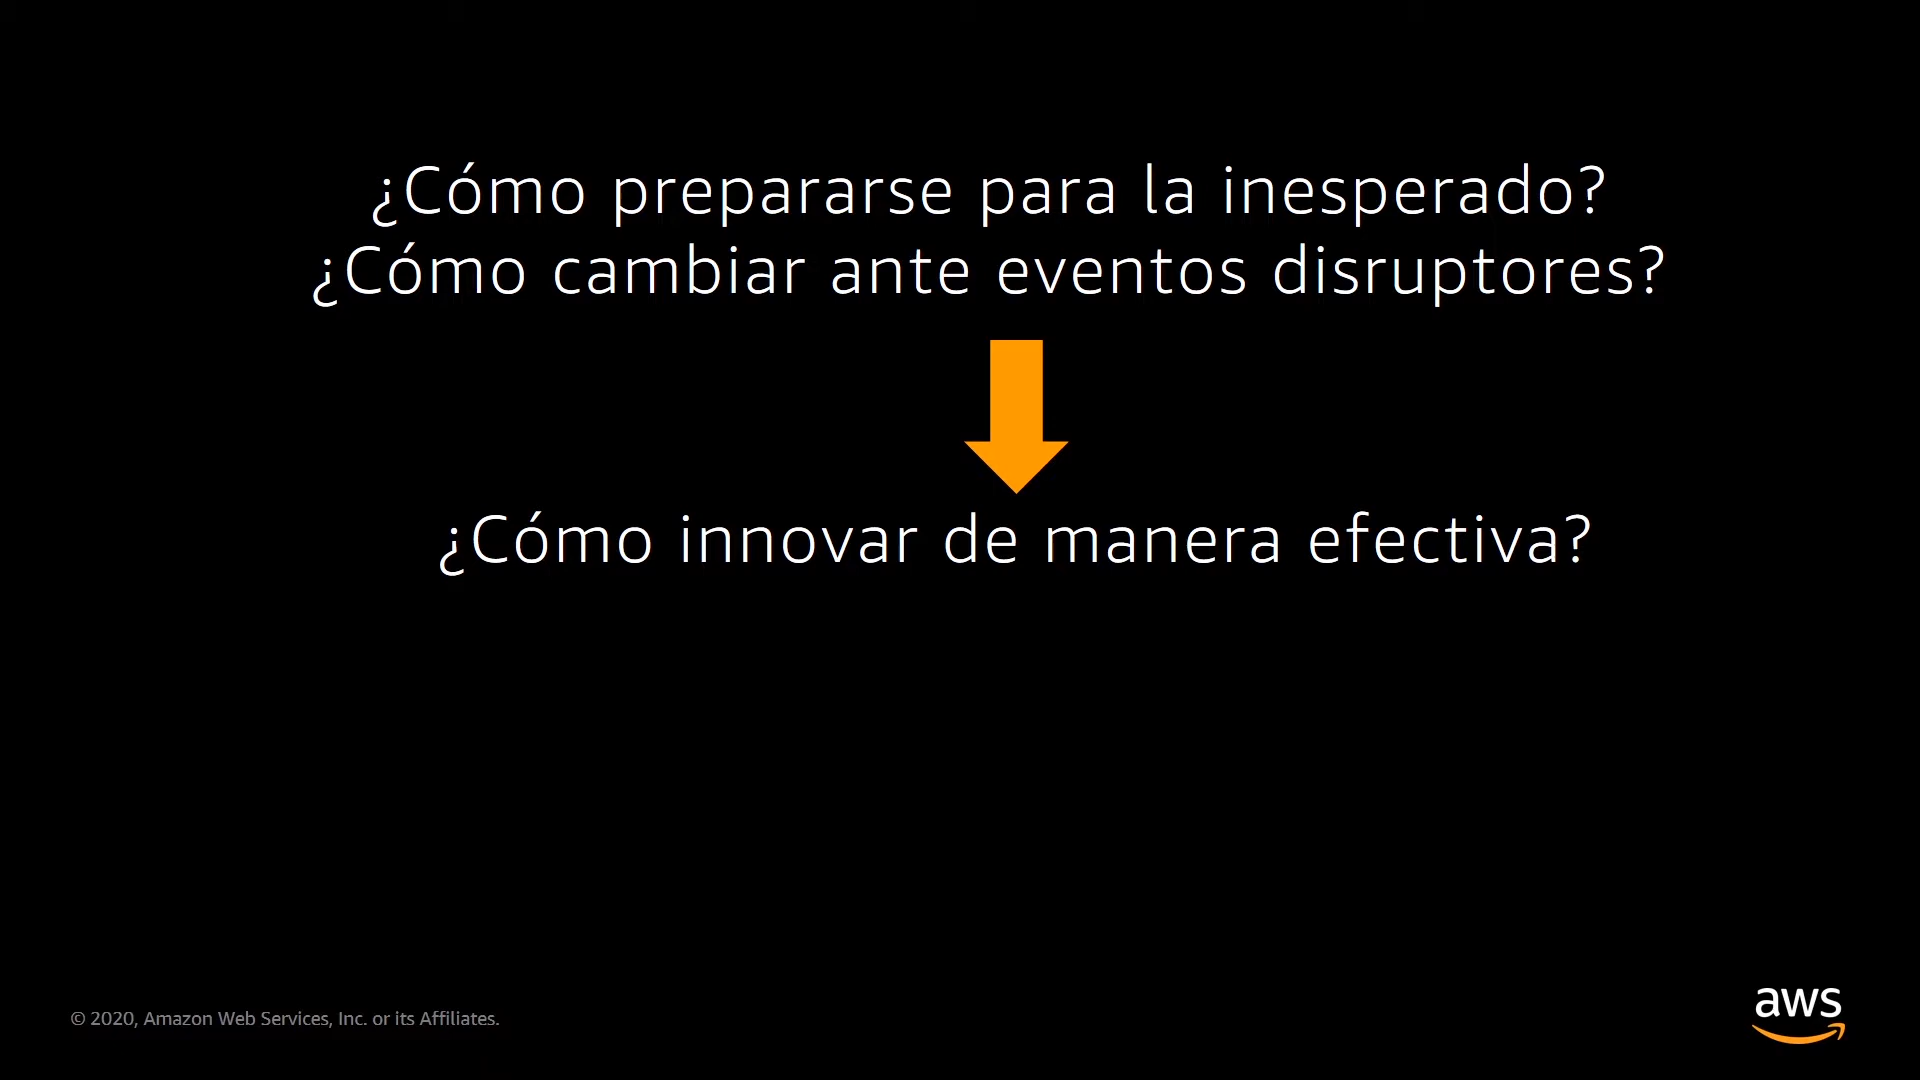 ¿Cómo prepararse para la inesperado?
¿Cómo cambiar ante eventos disruptores?
¿Cómo innovar de manera efectiva?
© 2020, Amazon Web Services, Inc. or its Affiliates.
aws